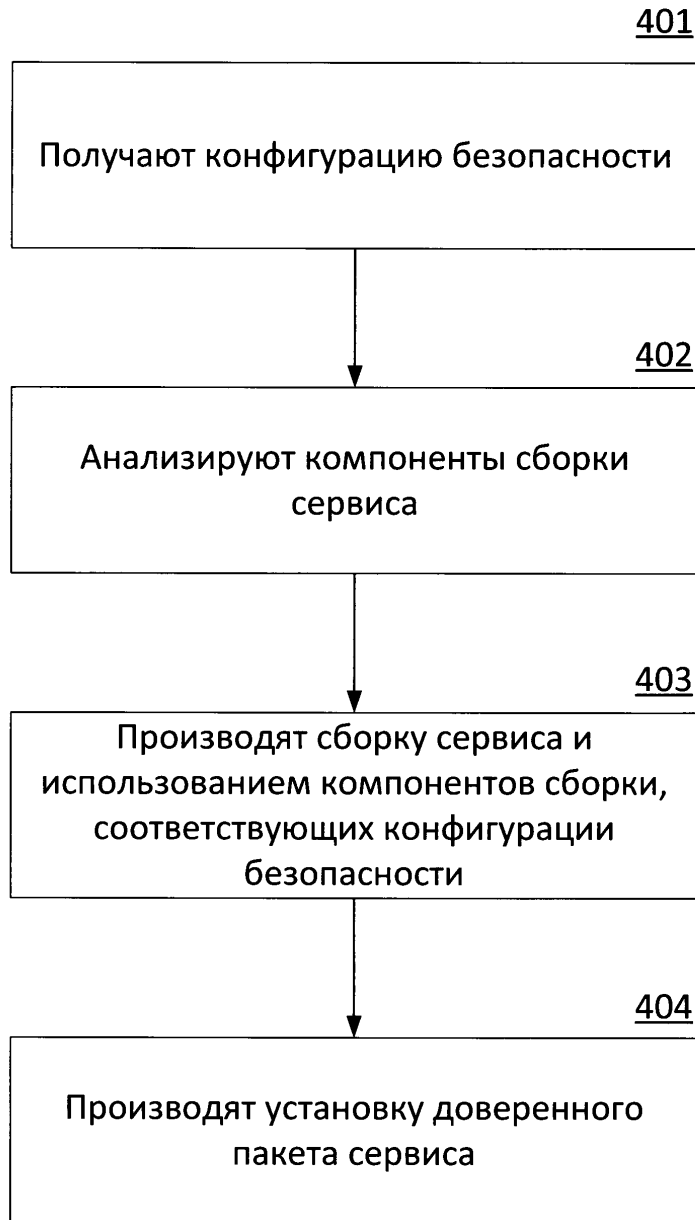 401
Получают конфигурацию безопасности
402
Анализируют компоненты сборки
сервиса
403
Производят сборку сервиса и
использованием компонентов сборки,
соответствующих конфигурации
безопасности
404
Производят установку доверенного
пакета сервиса